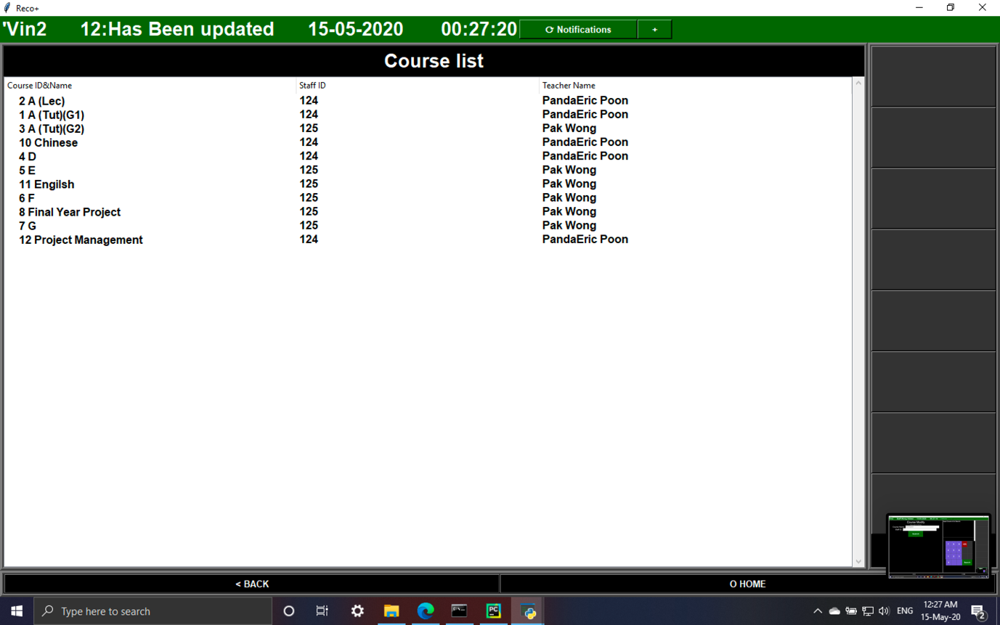 Reco+
'Vin2 12:Has Been updated 15-05-2020 00:27:20 ⟳ Notifications +
Course list
Course ID&Name Staff ID Teacher Name
2 A (Lec) 124 PandaEric Poon
1 A (Tut)(G1) 124 PandaEric Poon
3 A (Tut)(G2) 125 Pak Wong
10 Chinese 124 PandaEric Poon
4 D 124 PandaEric Poon
5 E 125 Pak Wong
11 Engilsh 125 Pak Wong
6 F 125 Pak Wong
8 Final Year Project 125 Pak Wong
7 G 125 Pak Wong
12 Project Management 124 PandaEric Poon
Course Modify
< BACK O HOME
Type here to search
PC
ENG
12:27 AM
15-May-20
2